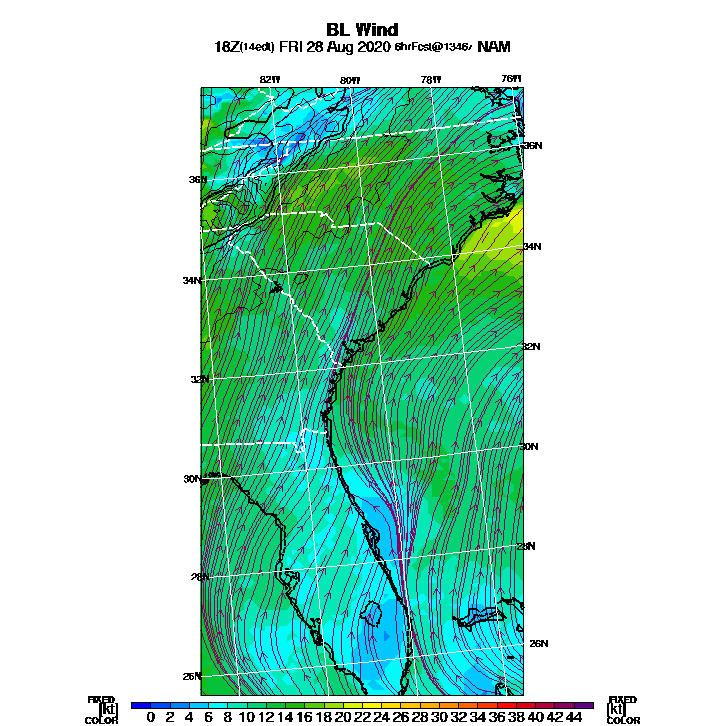 BL Wind
18Z(14edt) FRI 28 Aug 2020 6hrFcst@1346z NAM
82W 80W 78W 76W
36N
36N
34N
34N
32N
32N
30N
30N
28N
28N
26N
26N
FIXED FIXED
[kt] 0 2 4 6 8 10 12 14 16 18 20 22 24 26 28 30 32 34 36 38 40 42 44 [kt]
COLOR COLOR